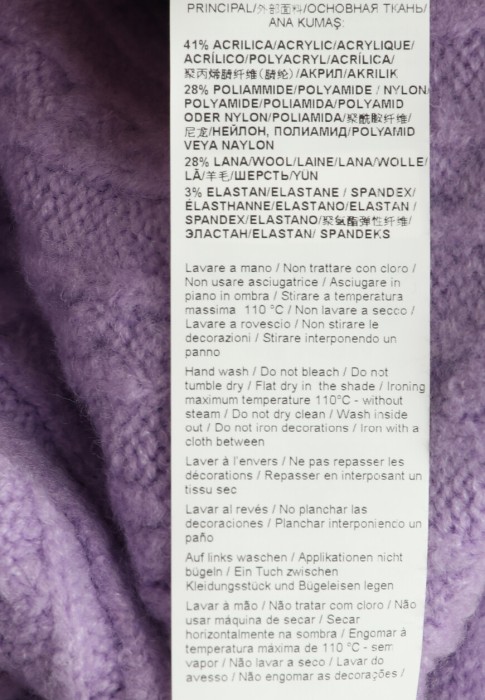 PRINCIPAL/外部面料/ОСНОВНАЯ ТКАНЬ/
ANA KUMAŞ:
41% ACRILICA/ACRYLIC/ACRYLIQUE/
ACRÍLICO/POLYACRYL/ACRÍLICA/
聚丙烯腈纤维(腈纶)/АКРИЛ/AKRILIK
28% POLIAMMIDE/POLYAMIDE / NYLON/
POLYAMIDE/POLIAMIDA/POLYAMID
ODER NYLON/POLIAMIDA/聚酰胺纤维/
尼龙/НЕЙЛОН, ПОЛИАМИД/POLYAMID
VEYA NAYLON
28% LANA/WOOL/LAINE/LANA/WOLLE/
LÃ/羊毛/ШЕРСТЬ/YÜN
3% ELASTAN/ELASTANE / SPANDEX/
ÉLASTHANNE/ELASTANO/ELASTAN /
SPANDEX/ELASTANO/聚氨酯弹性纤维/
ЭЛАСТАН/ELASTAN/ SPANDEKS
Lavare a mano / Non trattare con cloro /
Non usare asciugatrice / Asciugare in
piano in ombra / Stirare a temperatura
massima 110 °C / Non lavare a secco /
Lavare a rovescio / Non stirare le
decorazioni / Stirare interponendo un
panno
Hand wash / Do not bleach / Do not
tumble dry / Flat dry in the shade / Ironing
maximum temperature 110°C - without
steam / Do not dry clean / Wash inside
out / Do not iron decorations / Iron with a
cloth between
Laver à l'envers / Ne pas repasser les
décorations / Repasser en interposant un
tissu sec
Lavar al revés / No planchar las
decoraciones / Planchar interponienco un
paño
Auf links waschen / Applikationen nicht
bügeln / Ein Tuch zwischen
Kleidungsstück und Bügeleisen legen
Lavar à mão / Não tratar com cloro / Não
usar máquina de secar / Secar
horizontalmente na sombra / Engomar à
temperatura máxima de 110 °C - sem
vapor / Não lavar a seco / Lavar do
avesso / Não engomar as decorações /